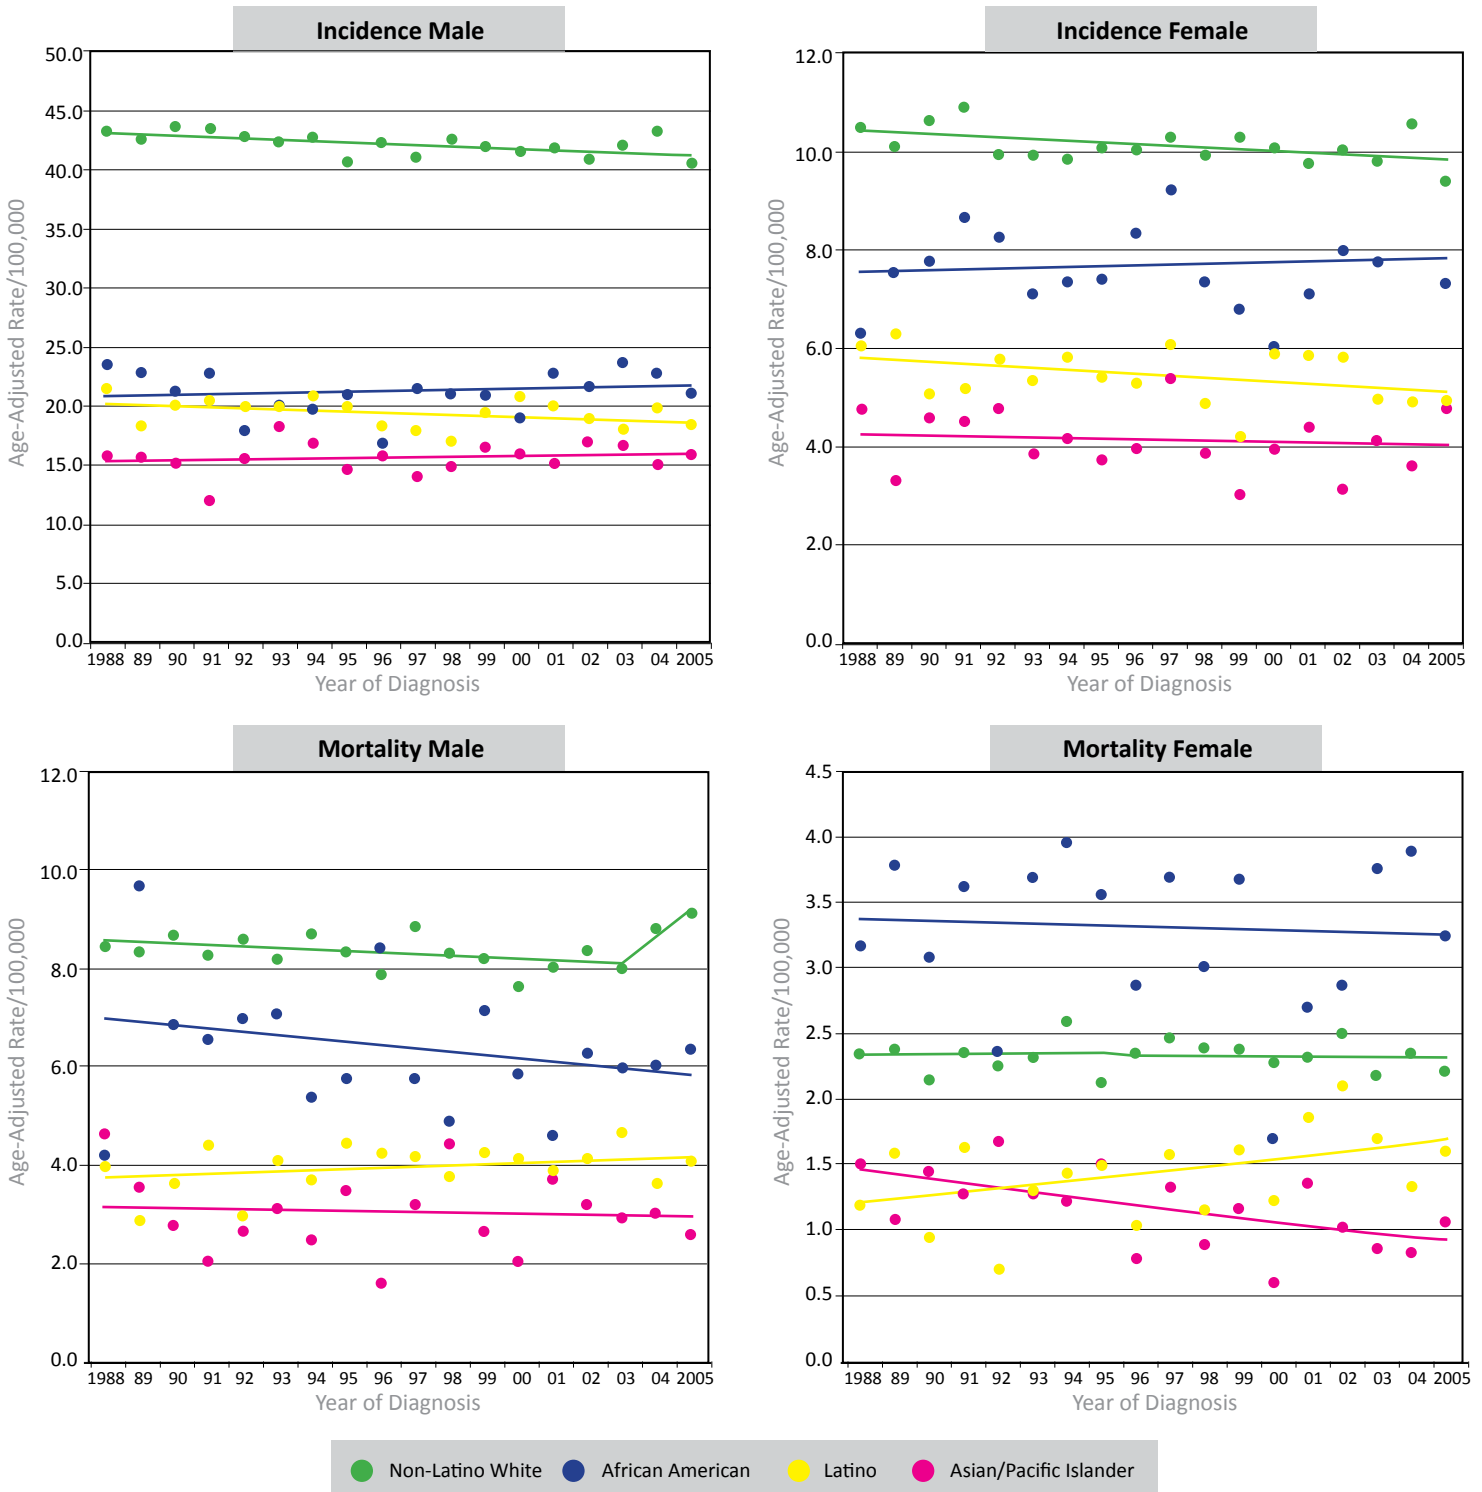 Incidence Male
Incidence Female
50.0
45.0
40.0
35.0
30.0
25.0
20.0
15.0
10.0
5.0
0.0
Age-Adjusted Rate/100,000
1988 89 90 91 92 93 94 95 96 97 98 99 00 01 02 03 04 2005
Year of Diagnosis
12.0
10.0
8.0
6.0
4.0
2.0
0.0
Age-Adjusted Rate/100,000
1988 89 90 91 92 93 94 95 96 97 98 99 00 01 02 03 04 2005
Year of Diagnosis
Mortality Male
Mortality Female
12.0
10.0
8.0
6.0
4.0
2.0
0.0
Age-Adjusted Rate/100,000
1988 89 90 91 92 93 94 95 96 97 98 99 00 01 02 03 04 2005
Year of Diagnosis
4.5
4.0
3.5
3.0
2.5
2.0
1.5
1.0
0.5
0.0
Age-Adjusted Rate/100,000
1988 89 90 91 92 93 94 95 96 97 98 99 00 01 02 03 04 2005
Year of Diagnosis
Non-Latino White African American Latino Asian/Pacific Islander